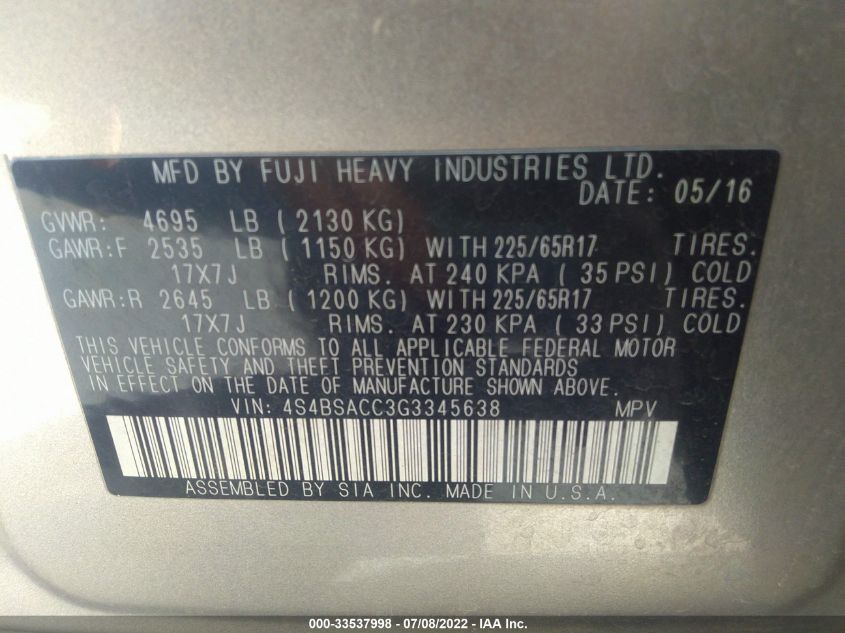 MFD BY FUJI HEAVY INDUSTRIES LTD.
DATE: 05/16
GVWR: 4695 LB ( 2130 KG)
GAWR:F 2535 LB ( 1150 KG) WITH 225/65R17 TIRES.
17X7J RIMS. AT 240 KPA ( 35 PSI) COLD
GAWR:R 2645 LB ( 1200 KG) WITH 225/65R17 TIRES.
17X7J RIMS. AT 230 KPA ( 33 PSI) COLD
THIS VEHICLE CONFORMS TO ALL APPLICABLE FEDERAL MOTOR
VEHICLE SAFETY AND THEFT PREVENTION STANDARDS
IN EFFECT ON THE DATE OF MANUFACTURE SHOWN ABOVE.
VIN: 4S4BSACC3G3345638 MPV
ASSEMBLED BY SIA INC. MADE IN U.S.A.
000-33537998 - 07/08/2022 - IAA Inc.